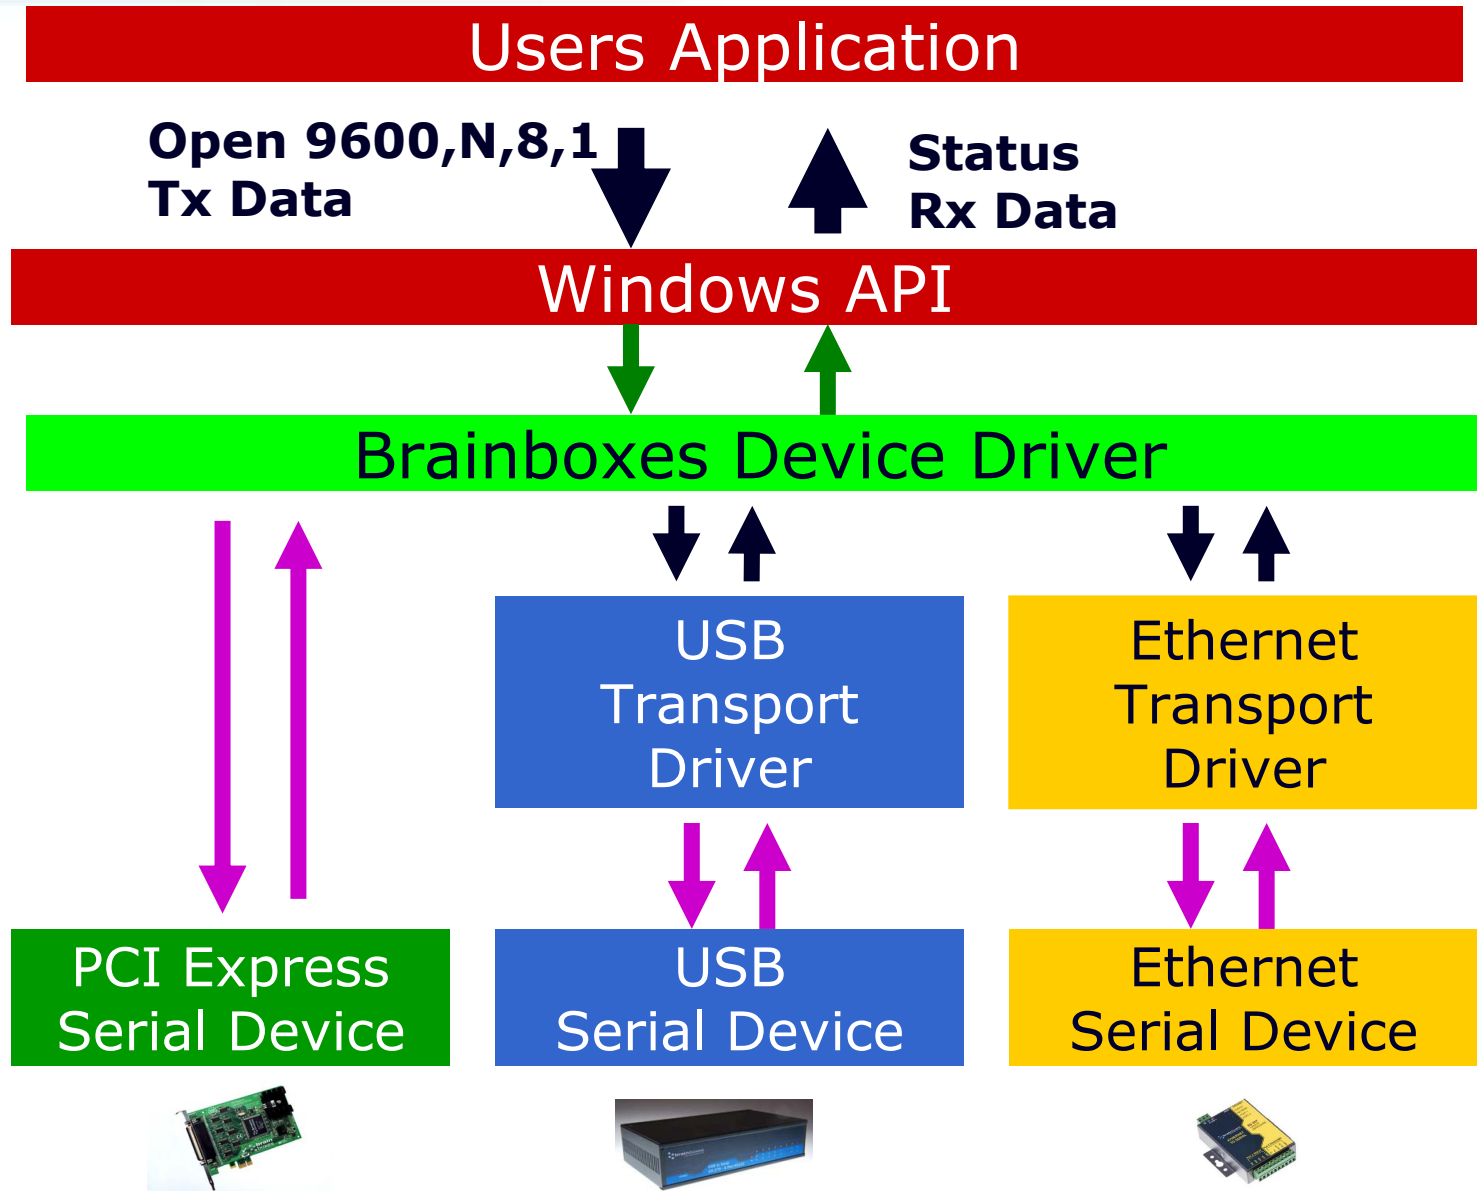 Users Application
Open 9600,N,8,1
Tx Data
Status
Rx Data
Windows API
Brainboxes Device Driver
USB
Transport
Driver
Ethernet
Transport
Driver
PCI Express
Serial Device
USB
Serial Device
Ethernet
Serial Device
brain